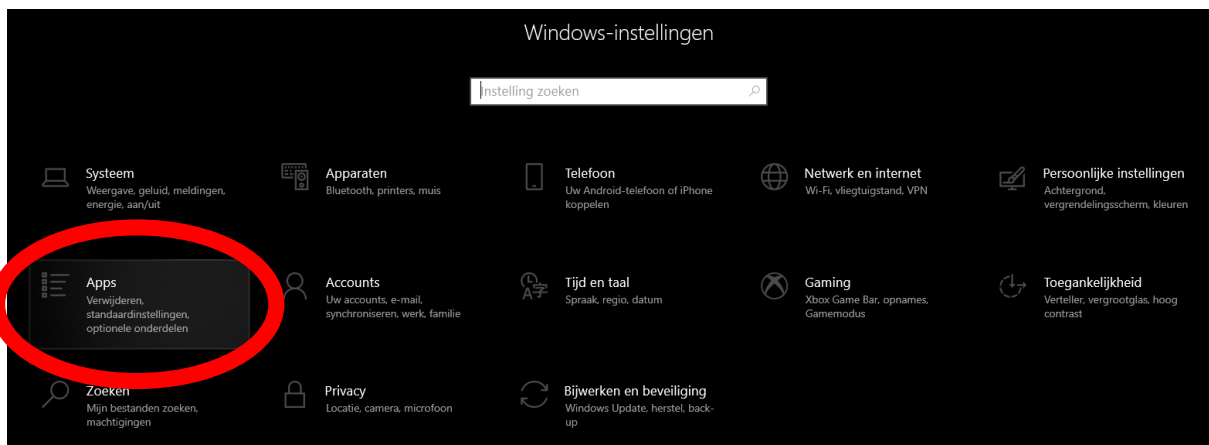 Windows-instellingen
Instelling zoeken
Systeem
Weergave, geluid, meldingen,
energie, aan/uit
Apparaten
Bluetooth, printers, muis
Telefoon
Uw Android-telefoon of iPhone
koppelen
Netwerk en internet
Wi-Fi, vliegtuigstand, VPN
Persoonlijke instellingen
Achtergrond,
vergrendelingsscherm, kleuren
Apps
Verwijderen,
standaardinstellingen,
optionele onderdelen
Accounts
Uw accounts, e-mail,
synchroniseren, werk, familie
Tijd en taal
Spraak, regio, datum
Gaming
Xbox Game Bar, opnames,
Gamemodus
Toegankelijkheid
Verteller, vergrootglas, hoog
contrast
Zoeken
Mijn bestanden zoeken,
machtigingen
Privacy
Locatie, camera, microfoon
Bijwerken en beveiliging
Windows Update, herstel, back-
up